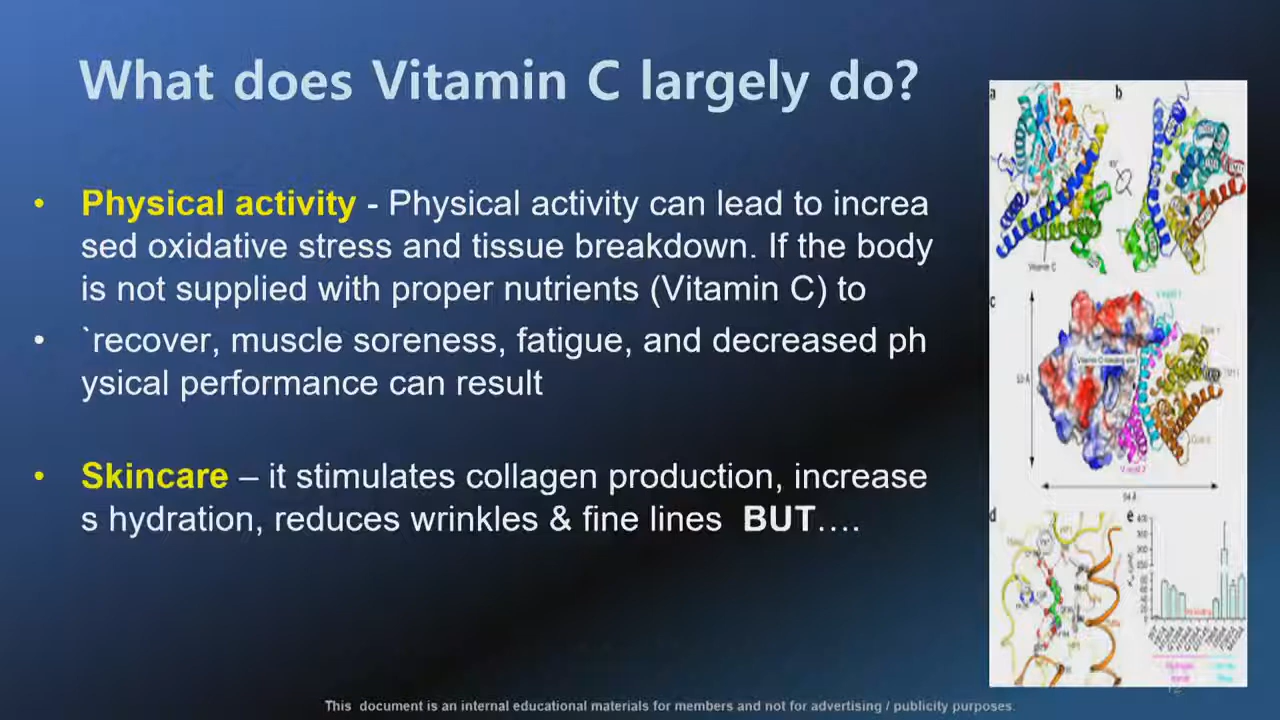 What does Vitamin C largely do?
• Physical activity - Physical activity can lead to increa
sed oxidative stress and tissue breakdown. If the body
is not supplied with proper nutrients (Vitamin C) to
• `recover, muscle soreness, fatigue, and decreased ph
ysical performance can result
• Skincare – it stimulates collagen production, increase
s hydration, reduces wrinkles & fine lines BUT….
a
b
Vitamin C
c
d
e
This document is an internal educational materials for members and not for advertising / publicity purposes.
12